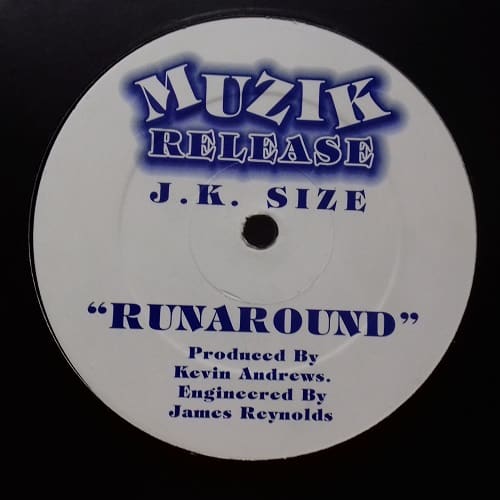 MUZIK
RELEASE
J.K. SIZE
“RUNAROUND”
Produced By
Kevin Andrews.
Engineered By
James Reynolds